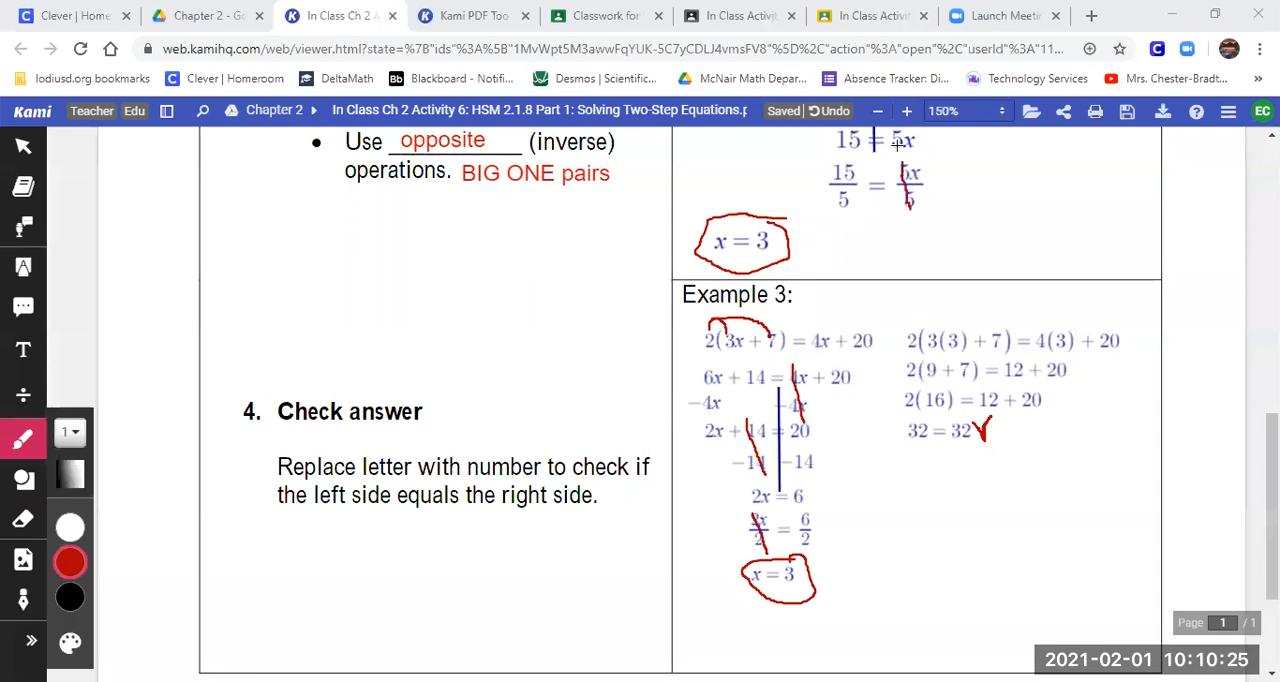 Clever | Home:
Chapter 2 - Go
In Class Ch 2 A
Kami PDF Too
Classwork for
In Class Activit
In Class Activit
Launch Meetin
web.kamihq.com/web/viewer.html?state=%7B"ids"%3A%5B"1MvWpt5M3awwFqYUK-5C7yCDLJ4vmsFV8"%5D%2C"action"%3A"open"%2C"userId"%3A"11...
lodiusd.org bookmarks
Clever | Homeroom
DeltaMath
Bb Blackboard - Notifi...
Desmos | Scientific...
McNair Math Depar...
Absence Tracker: Di...
Technology Services
Mrs. Chester-Bradt...
»
Kami Teacher Edu Chapter 2 In Class Ch 2 Activity 6: HSM 2.1.8 Part 1: Solving Two-Step Equations.p Saved Undo 150% EC
• Use opposite (inverse)
operations. BIG ONE pairs
15 = 5x
15/5 = 5x/5
x = 3
4. Check answer
Replace letter with number to check if
the left side equals the right side.
Example 3:
2(3x + 7) = 4x + 20
6x + 14 = 4x + 20
−4x −4x
2x + 14 = 20
−14 −14
2x = 6
2x/2 = 6/2
x = 3
2(3(3) + 7) = 4(3) + 20
2(9 + 7) = 12 + 20
2(16) = 12 + 20
32 = 32
1
Page 1 / 1
2021-02-01 10:10:25